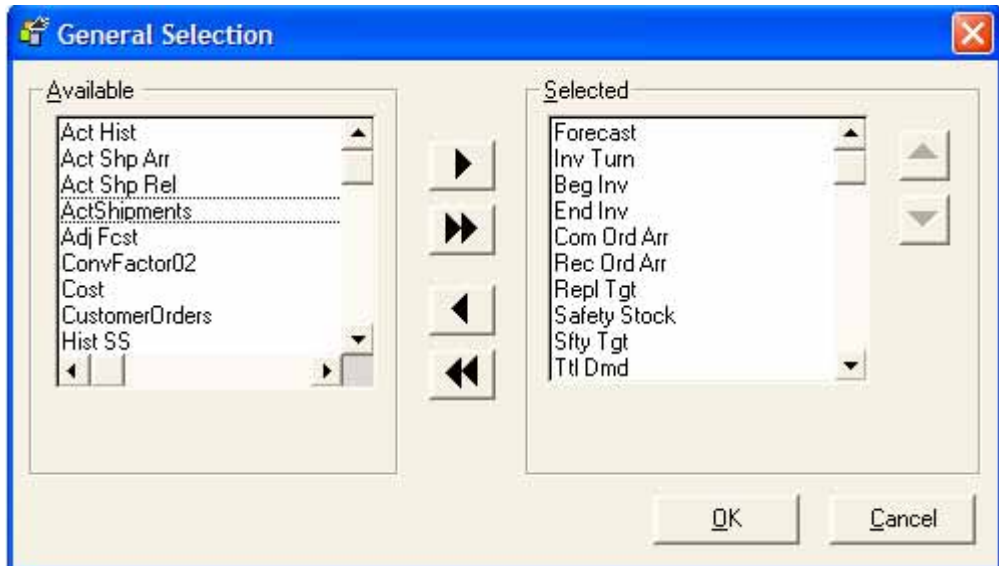 General Selection
Available
Act Hist
Act Shp Arr
Act Shp Rel
ActShipments
Adj Fcst
ConvFactor02
Cost
CustomerOrders
Hist SS
Selected
Forecast
Inv Turn
Beg Inv
End Inv
Com Ord Arr
Rec Ord Arr
Repl Tgt
Safety Stock
Sfty Tgt
Ttl Dmd
OK
Cancel